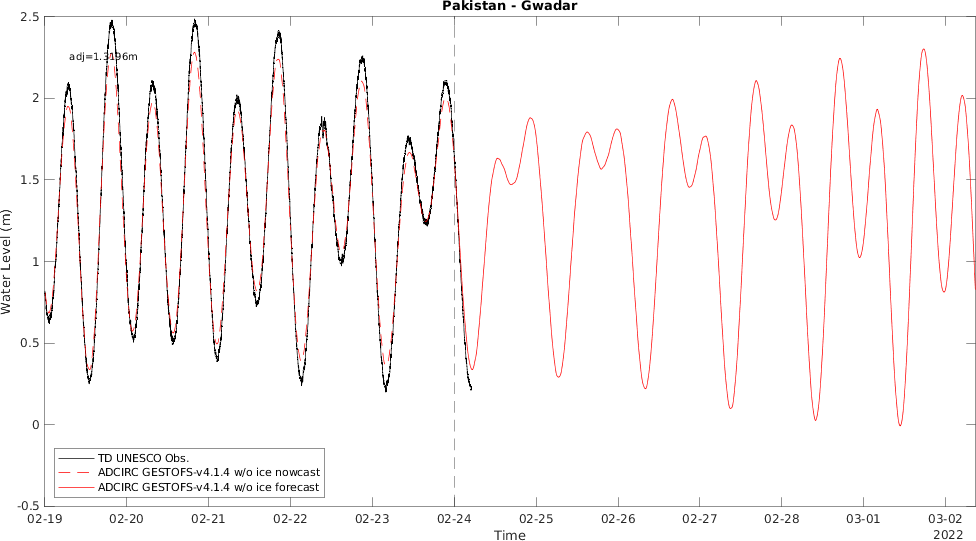 Pakistan - Gwadar
2.5
2
1.5
1
0.5
0
-0.5
Water Level (m)
adj=1.3196m
TD UNESCO Obs.
ADCIRC GESTOFS-v4.1.4 w/o ice nowcast
ADCIRC GESTOFS-v4.1.4 w/o ice forecast
02-19 02-20 02-21 02-22 02-23 02-24 02-25 02-26 02-27 02-28 03-01 03-02
2022
Time